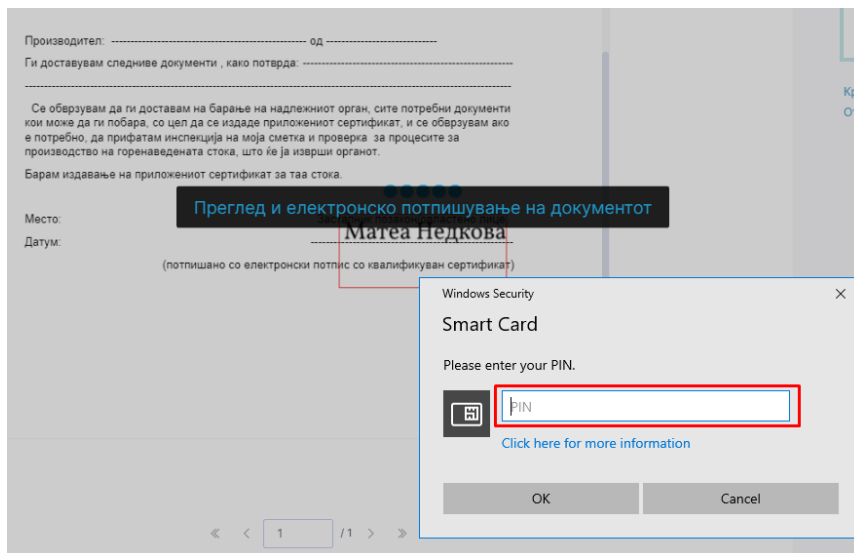 Производител: ---------------------------------------------------- од ------------------------------
Ги доставувам следниве документи , како потврда: --------------------------------------------------------
----------------------------------------------------------------------------------------------------------------------------------
Се обврзувам да ги доставам на барање на надлежниот орган, сите потребни документи
кои може да ги побара, со цел да се издаде приложениот сертификат, и се обврзувам ако
е потребно, да прифатам инспекција на моја сметка и проверка за процесите за
производство на горенаведената стока, што ќе ја изврши органот.
Барам издавање на приложениот сертификат за таа стока.
Преглед и електронско потпишување на документот
Место:
Матеа Недкова
Датум:
(потпишано со електронски потпис со квалификуван сертификат)
Windows Security
Smart Card
Please enter your PIN.
PIN
Click here for more information
OK
Cancel
1
/1